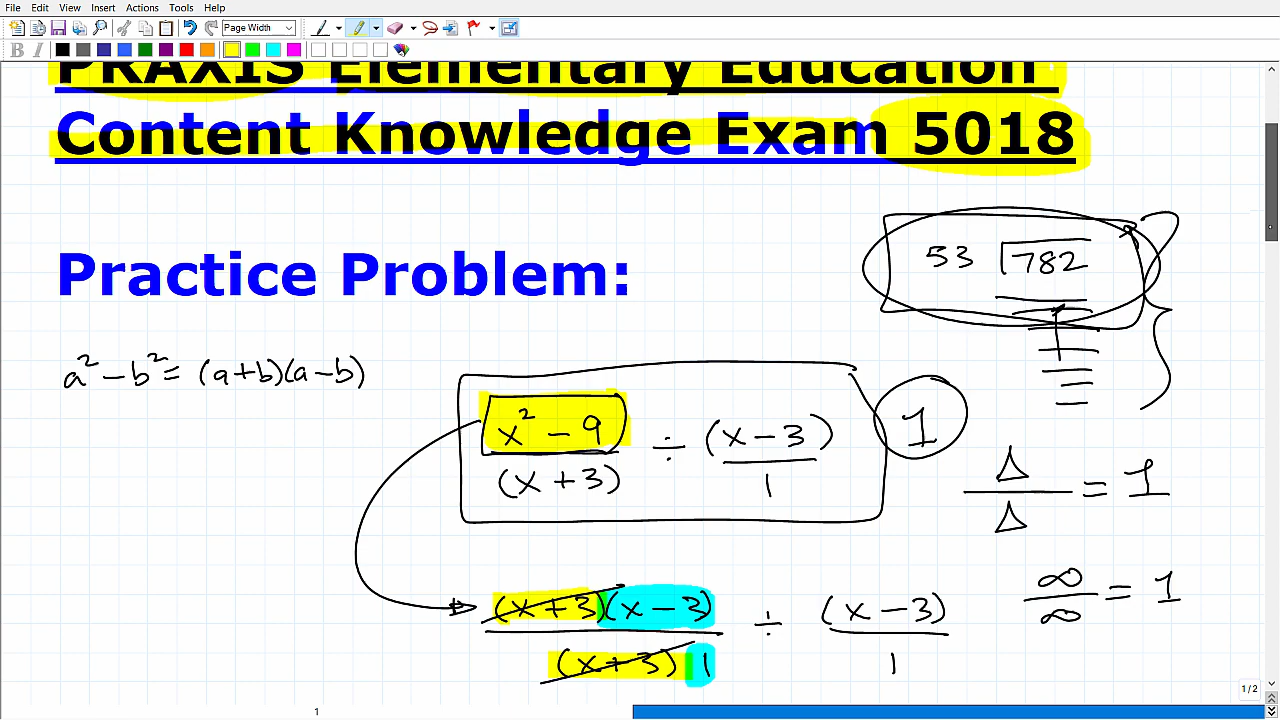 File Edit View Insert Actions Tools Help
Page Width
B I
PRAXIS Elementary Education
Content Knowledge Exam 5018
53 782
Practice Problem:
a² - b² = (a+b)(a-b)
x² - 9 ÷ (x - 3) 1
(x + 3) 1
Δ
Δ = 1
(x + 3)(x - 3) ÷ (x - 3)
(x + 3) 1 1
∞
∞ = 1
1/2
1